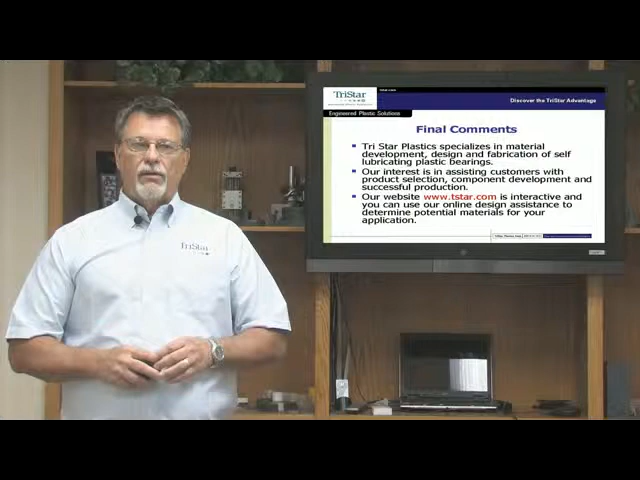 TriStar
Discover the TriStar Advantage
Engineered Plastic Solutions
Final Comments
Tri Star Plastics specializes in material
development, design and fabrication of self
lubricating plastic bearings.
Our interest is in assisting customers with
product selection, component development and
successful production.
Our website www.tstar.com is interactive and
you can use our online design assistance to
determine potential materials for your
application.
TriStar